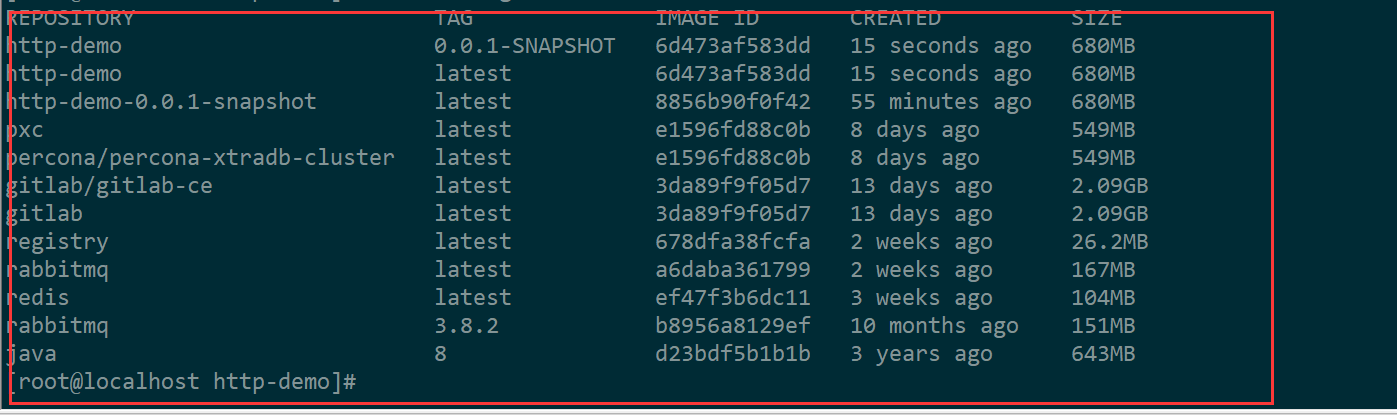 REPOSITORY TAG IMAGE ID CREATED SIZE
http-demo 0.0.1-SNAPSHOT 6d473af583dd 15 seconds ago 680MB
http-demo latest 6d473af583dd 15 seconds ago 680MB
http-demo-0.0.1-snapshot latest 8856b90f0f42 55 minutes ago 680MB
pxc latest e1596fd88c0b 8 days ago 549MB
percona/percona-xtradb-cluster latest e1596fd88c0b 8 days ago 549MB
gitlab/gitlab-ce latest 3da89f9f05d7 13 days ago 2.09GB
gitlab latest 3da89f9f05d7 13 days ago 2.09GB
registry latest 678dfa38fcfa 2 weeks ago 26.2MB
rabbitmq latest a6daba361799 2 weeks ago 167MB
redis latest ef47f3b6dc11 3 weeks ago 104MB
rabbitmq 3.8.2 b8956a8129ef 10 months ago 151MB
java 8 d23bdf5b1b1b 3 years ago 643MB
[root@localhost http-demo]#